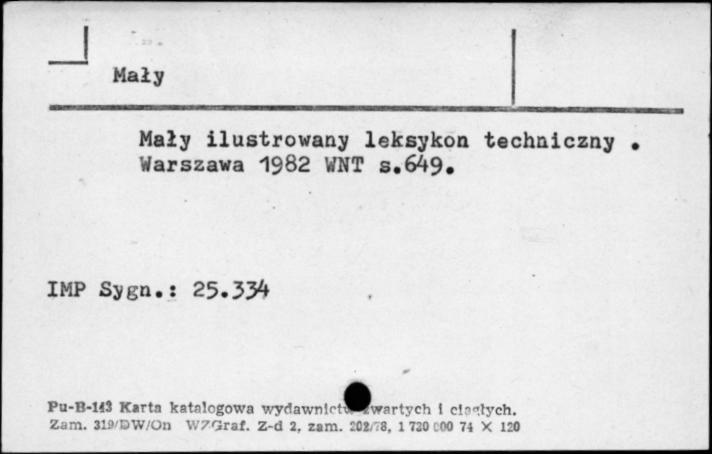 Mały
Mały ilustrowany leksykon techniczny .
Warszawa 1982 WNT s.649.
IMP Sygn.: 25.334
Pu-B-143 Karta katalogowa wydawnictw zwartych i ciągłych.
Zam. 319/DW/On WZGraf. Z-d 2, zam. 202/78, 1 720 000 74 X 120